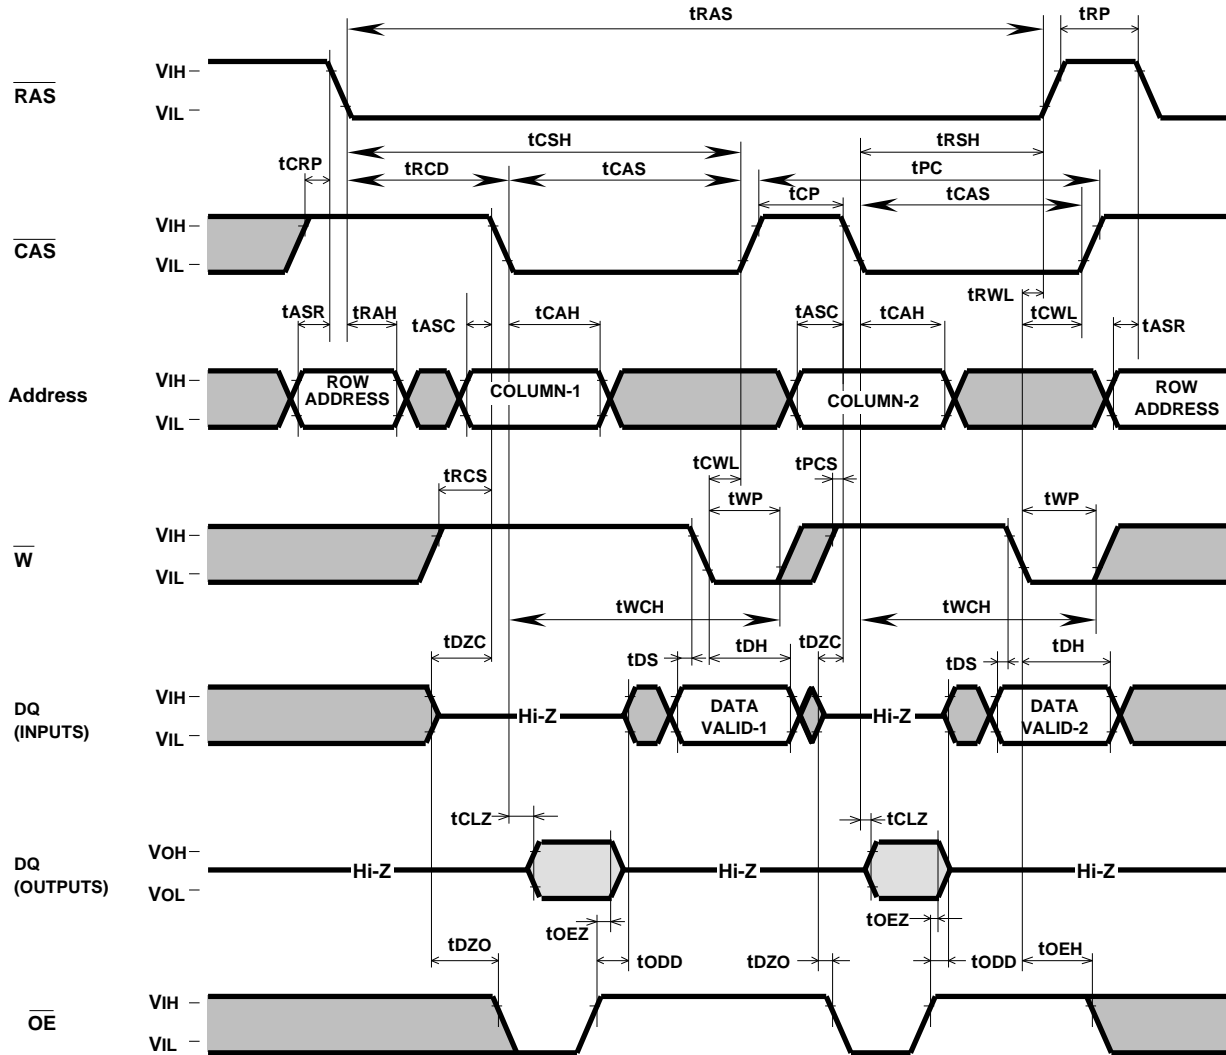 tRAS
tRP
RAS
VIH
VIL
tCSH
tRSH
tCRP
tRCD
tCAS
tPC
tCP
tCAS
CAS
VIH
VIL
tRWL
tASR
tRAH
tASC
tCAH
tASC
tCAH
tCWL
tASR
Address
VIH
VIL
ROW
ADDRESS
COLUMN-1
COLUMN-2
ROW
ADDRESS
tRCS
tCWL
tPCS
tWP
tWP
W
VIH
VIL
tWCH
tWCH
tDZC
tDS
tDH
tDZC
tDS
tDH
DQ
(INPUTS)
VIH
VIL
Hi-Z
DATA
VALID-1
Hi-Z
DATA
VALID-2
tCLZ
tCLZ
DQ
(OUTPUTS)
VOH
VOL
Hi-Z
Hi-Z
Hi-Z
tOEZ
tOEZ
tDZO
tODD
tDZO
tODD
tOEH
OE
VIH
VIL